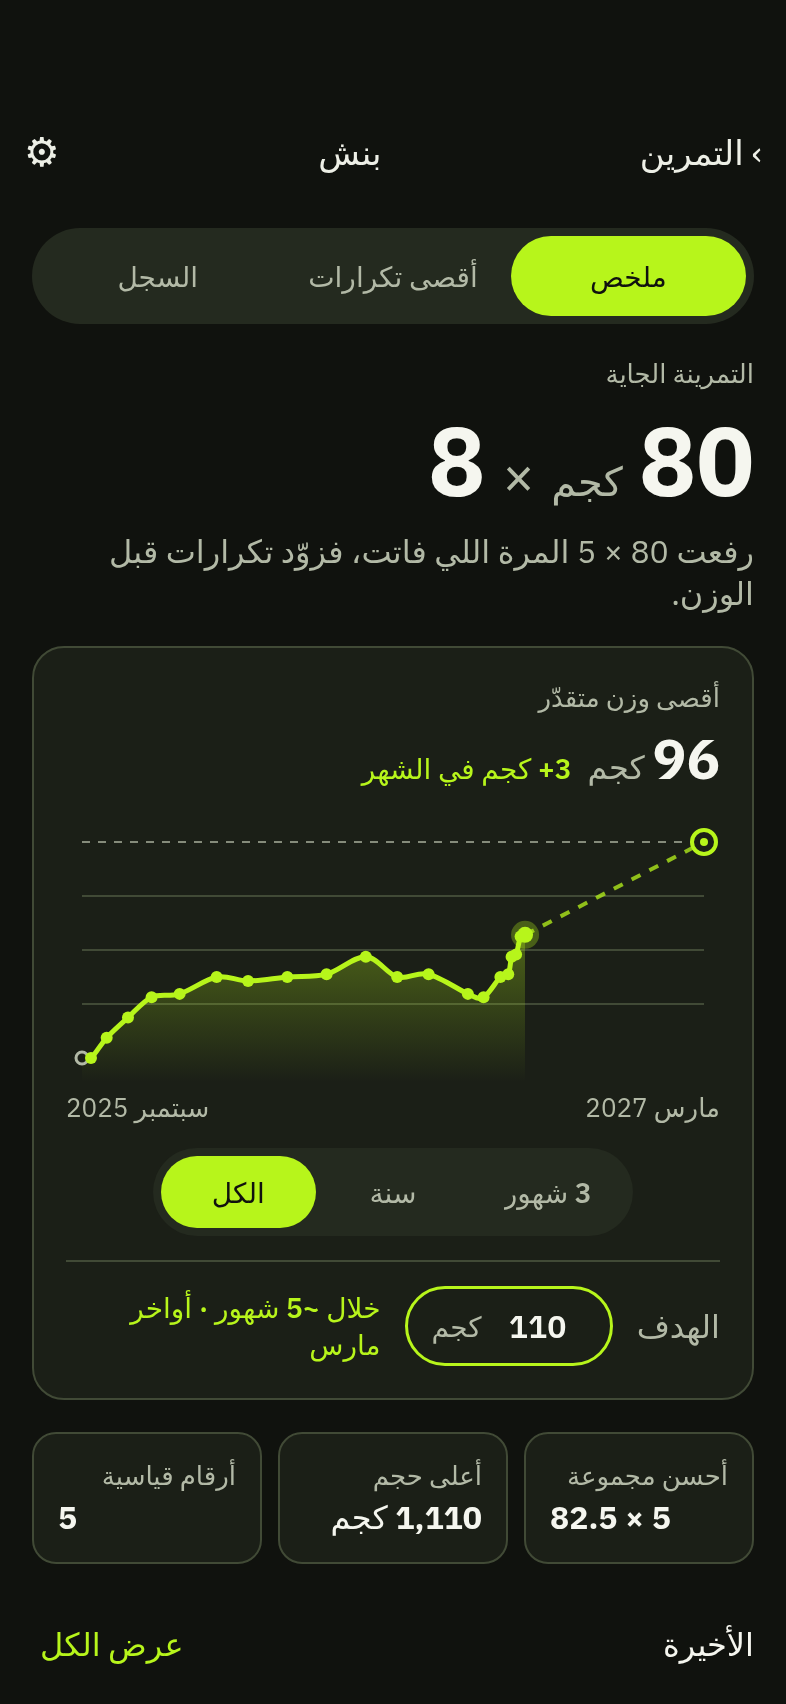 › التمرين
بنش
⚙
ملخص
أقصى تكرارات
السجل
التمرينة الجاية
80 كجم × 8
رفعت 80 × 5 المرة اللي فاتت، فزوّد تكرارات قبل
الوزن.
أقصى وزن متقدّر
96 كجم +3 كجم في الشهر
سبتمبر 2025
مارس 2027
3 شهور
سنة
الكل
الهدف
110 كجم
خلال ~5 شهور · أواخر
مارس
أحسن مجموعة
82.5 × 5
أعلى حجم
1,110 كجم
أرقام قياسية
5
الأخيرة
عرض الكل